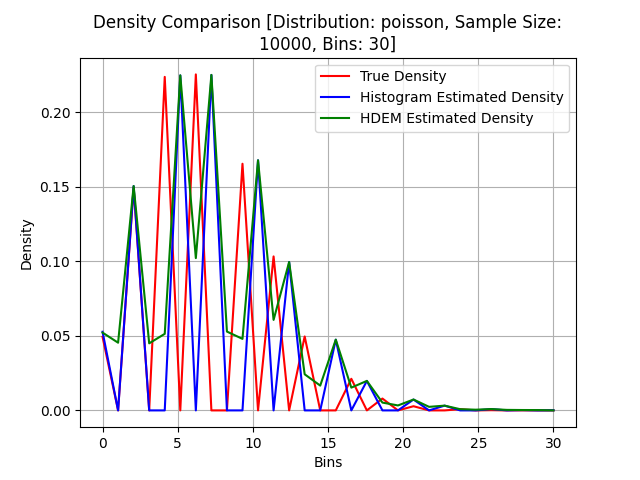 Density Comparison [Distribution: poisson, Sample Size:
10000, Bins: 30]
True Density
Histogram Estimated Density
HDEM Estimated Density
Density
0.20
0.15
0.10
0.05
0.00
0 5 10 15 20 25 30
Bins